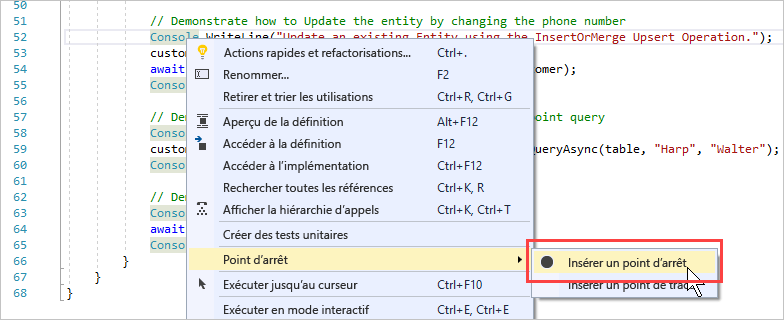 50
51 // Demonstrate how to Update the entity by changing the phone number
52 Console.WriteLine("Update an existing Entity using the InsertOrMerge Upsert Operation.");
53 custom
Actions rapides et refactorisations... Ctrl+.
54 await omer);
Renommer... F2
55 Conso
Retirer et trier les utilisations Ctrl+R, Ctrl+G
56
57 // De oint query
Aperçu de la définition Alt+F12
58 Conso
Accéder à la définition F12
59 custom QueryAsync(table, "Harp", "Walter");
60 Conso
Accéder à l'implémentation Ctrl+F12
61
Rechercher toutes les références Ctrl+K, R
62 // De
Afficher la hiérarchie d'appels Ctrl+K, Ctrl+T
63 Conso
Créer des tests unitaires
64 await
65 Conso
Point d'arrêt
66 }
Insérer un point d'arrêt
67 }
Exécuter jusqu'au curseur Ctrl+F10
Insérer un point de
68 }
Exécuter en mode interactif Ctrl+E, Ctrl+E